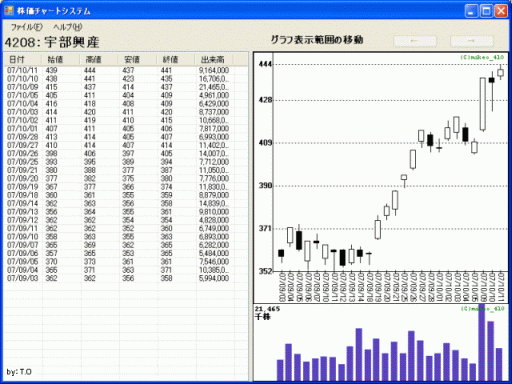 株価チャートシステム
ファイル(F) ヘルプ(H)
4208: 宇部興産
グラフ表示範囲の移動
← →
日付 始値 高値 安値 終値 出来高
07/10/11 439 444 437 441 9,164,000
07/10/10 438 441 423 435 16,706,0...
07/10/09 415 437 414 437 21,465,0...
07/10/05 405 411 404 409 4,961,000
07/10/04 416 418 408 409 6,429,000
07/10/03 414 420 411 420 8,737,000
07/10/02 411 419 410 415 10,668,0...
07/10/01 407 411 405 406 7,817,000
07/09/28 413 414 405 407 6,993,000
07/09/27 410 414 407 414 11,402,0...
07/09/26 398 406 397 405 14,007,0...
07/09/25 393 395 389 394 7,712,000
07/09/21 380 388 377 387 11,050,0...
07/09/20 377 382 375 380 7,776,000
07/09/19 367 377 366 374 11,830,0...
07/09/18 360 361 355 359 8,879,000
07/09/14 362 363 356 358 14,839,0...
07/09/13 356 364 355 361 9,810,000
07/09/12 362 362 354 354 4,828,000
07/09/11 362 362 352 360 6,749,000
07/09/10 358 363 355 363 6,893,000
07/09/07 365 369 362 365 6,282,000
07/09/06 357 365 353 365 5,484,000
07/09/05 370 373 361 361 7,546,000
07/09/04 365 371 363 371 10,385,0...
07/09/03 362 362 356 358 5,994,000
by: T.O
444
428
409
390
371
352
07/09/03 07/09/04 07/09/05 07/09/06 07/09/07 07/09/10 07/09/11 07/09/12 07/09/13 07/09/14 07/09/18 07/09/19 07/09/20 07/09/21 07/09/25 07/09/26 07/09/27 07/09/28 07/10/01 07/10/02 07/10/03 07/10/04 07/10/05 07/10/09 07/10/10 07/10/11
21,465
千株